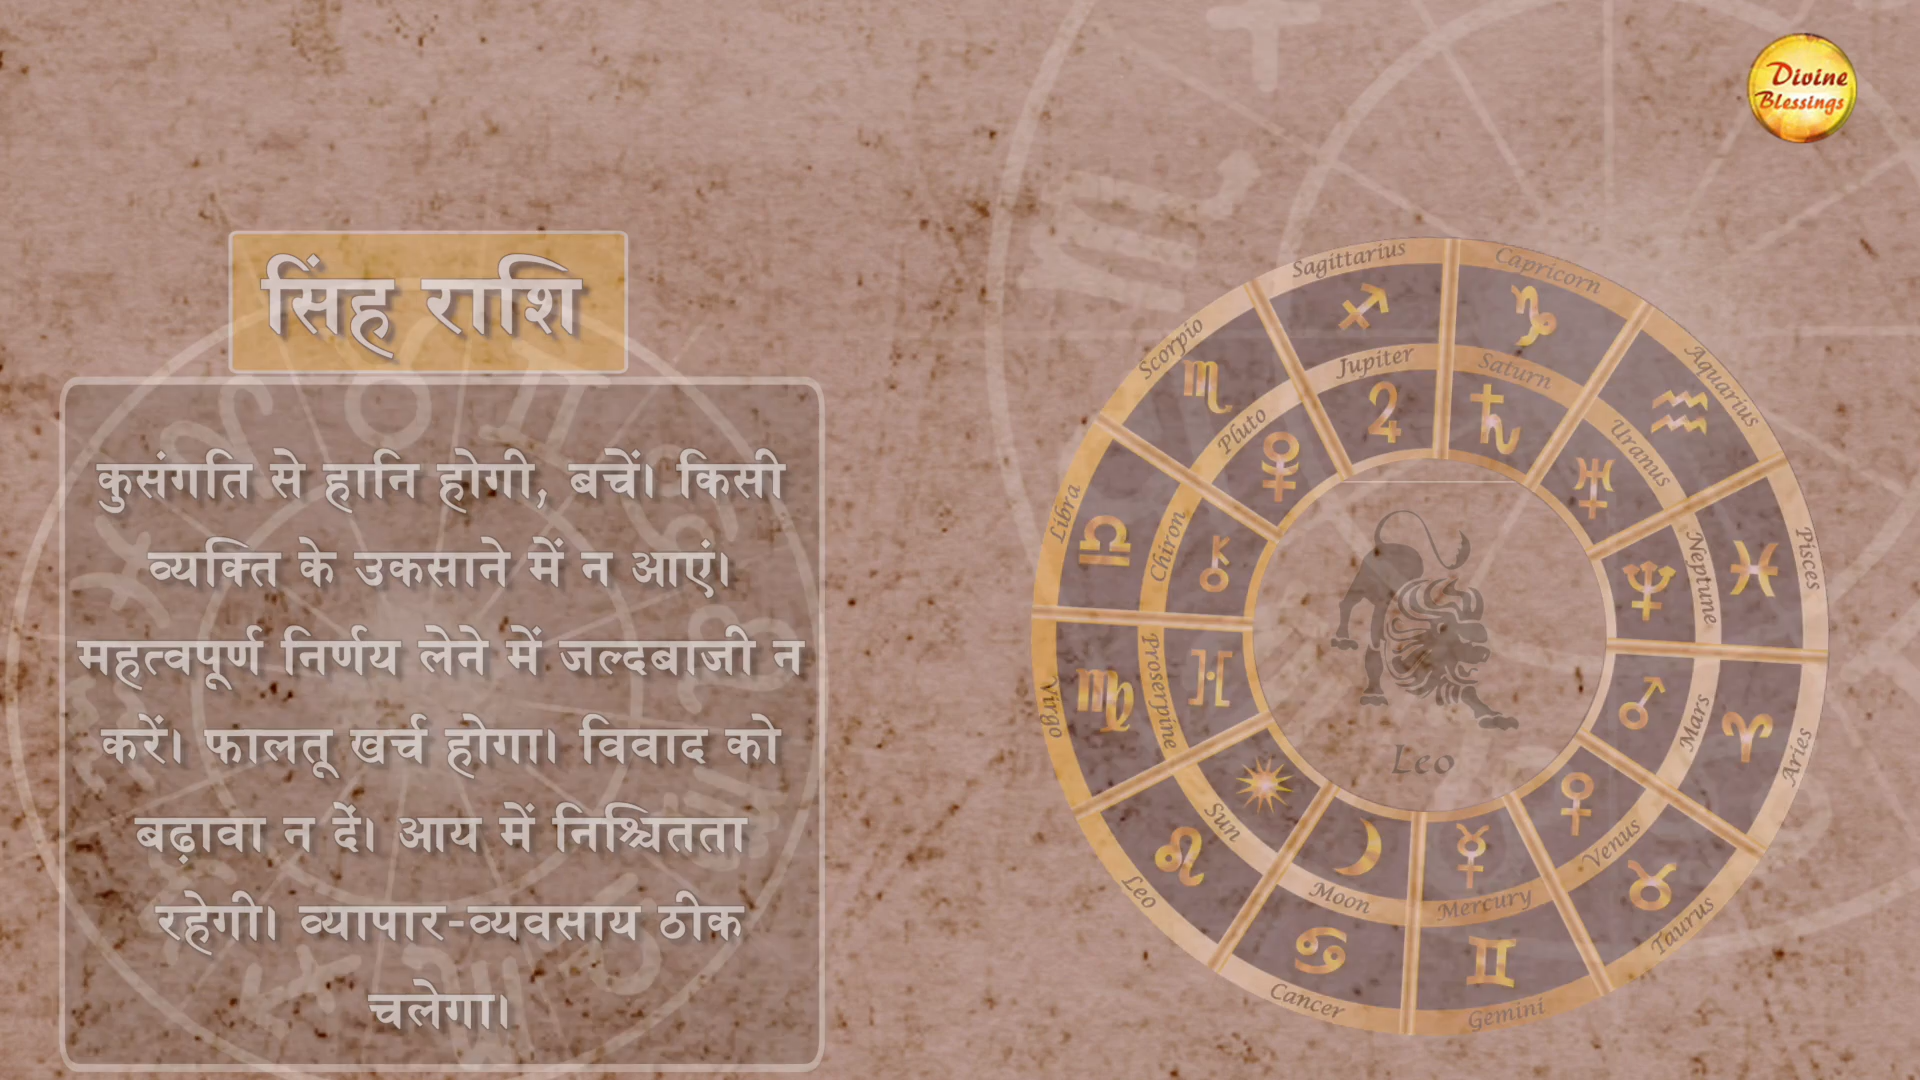 Divine
Blessings
सिंह राशि
कुसंगति से हानि होगी, बचें। किसी
व्यक्ति के उकसाने में न आएं।
महत्वपूर्ण निर्णय लेने में जल्दबाजी न
करें। फालतू खर्च होगा। विवाद को
बढ़ावा न दें। आय में निश्चितता
रहेगी। व्यापार-व्यवसाय ठीक
चलेगा।
Sagittarius
Capricorn
Aquarius
Pisces
Aries
Taurus
Gemini
Cancer
Leo
Virgo
Libra
Scorpio
Jupiter
Saturn
Uranus
Neptune
Mars
Venus
Mercury
Moon
Sun
Proserpine
Chiron
Pluto
Leo